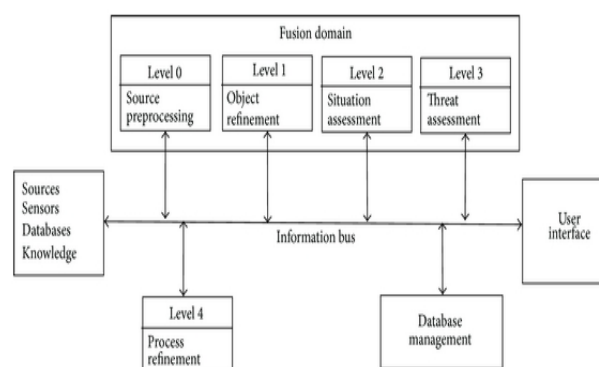 Fusion domain
Level 0
Source
preprocessing
Level 1
Object
refinement
Level 2
Situation
assessment
Level 3
Threat
assessment
Sources
Sensors
Databases
Knowledge
Information bus
User
interface
Level 4
Process
refinement
Database
management